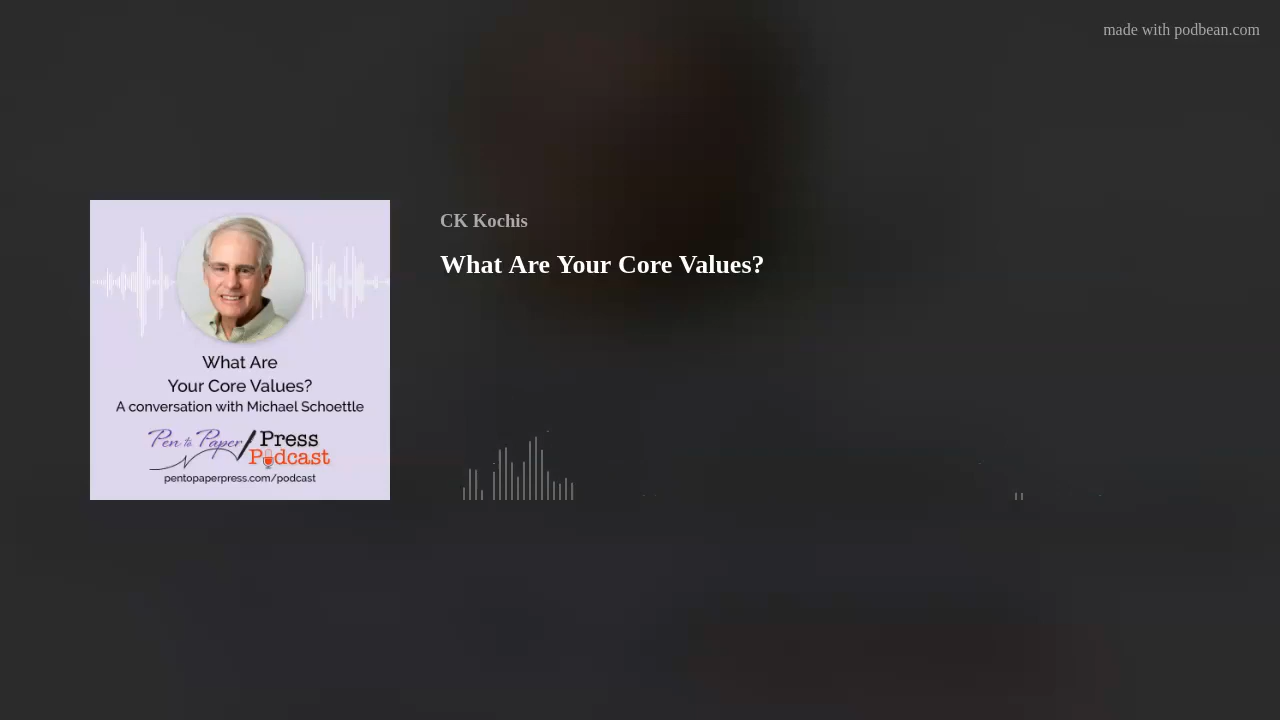 made with podbean.com
CK Kochis
What Are Your Core Values?
What Are
Your Core Values?
A conversation with Michael Schoettle
Pen to Paper Press
Podcast
pentopaperpress.com/podcast